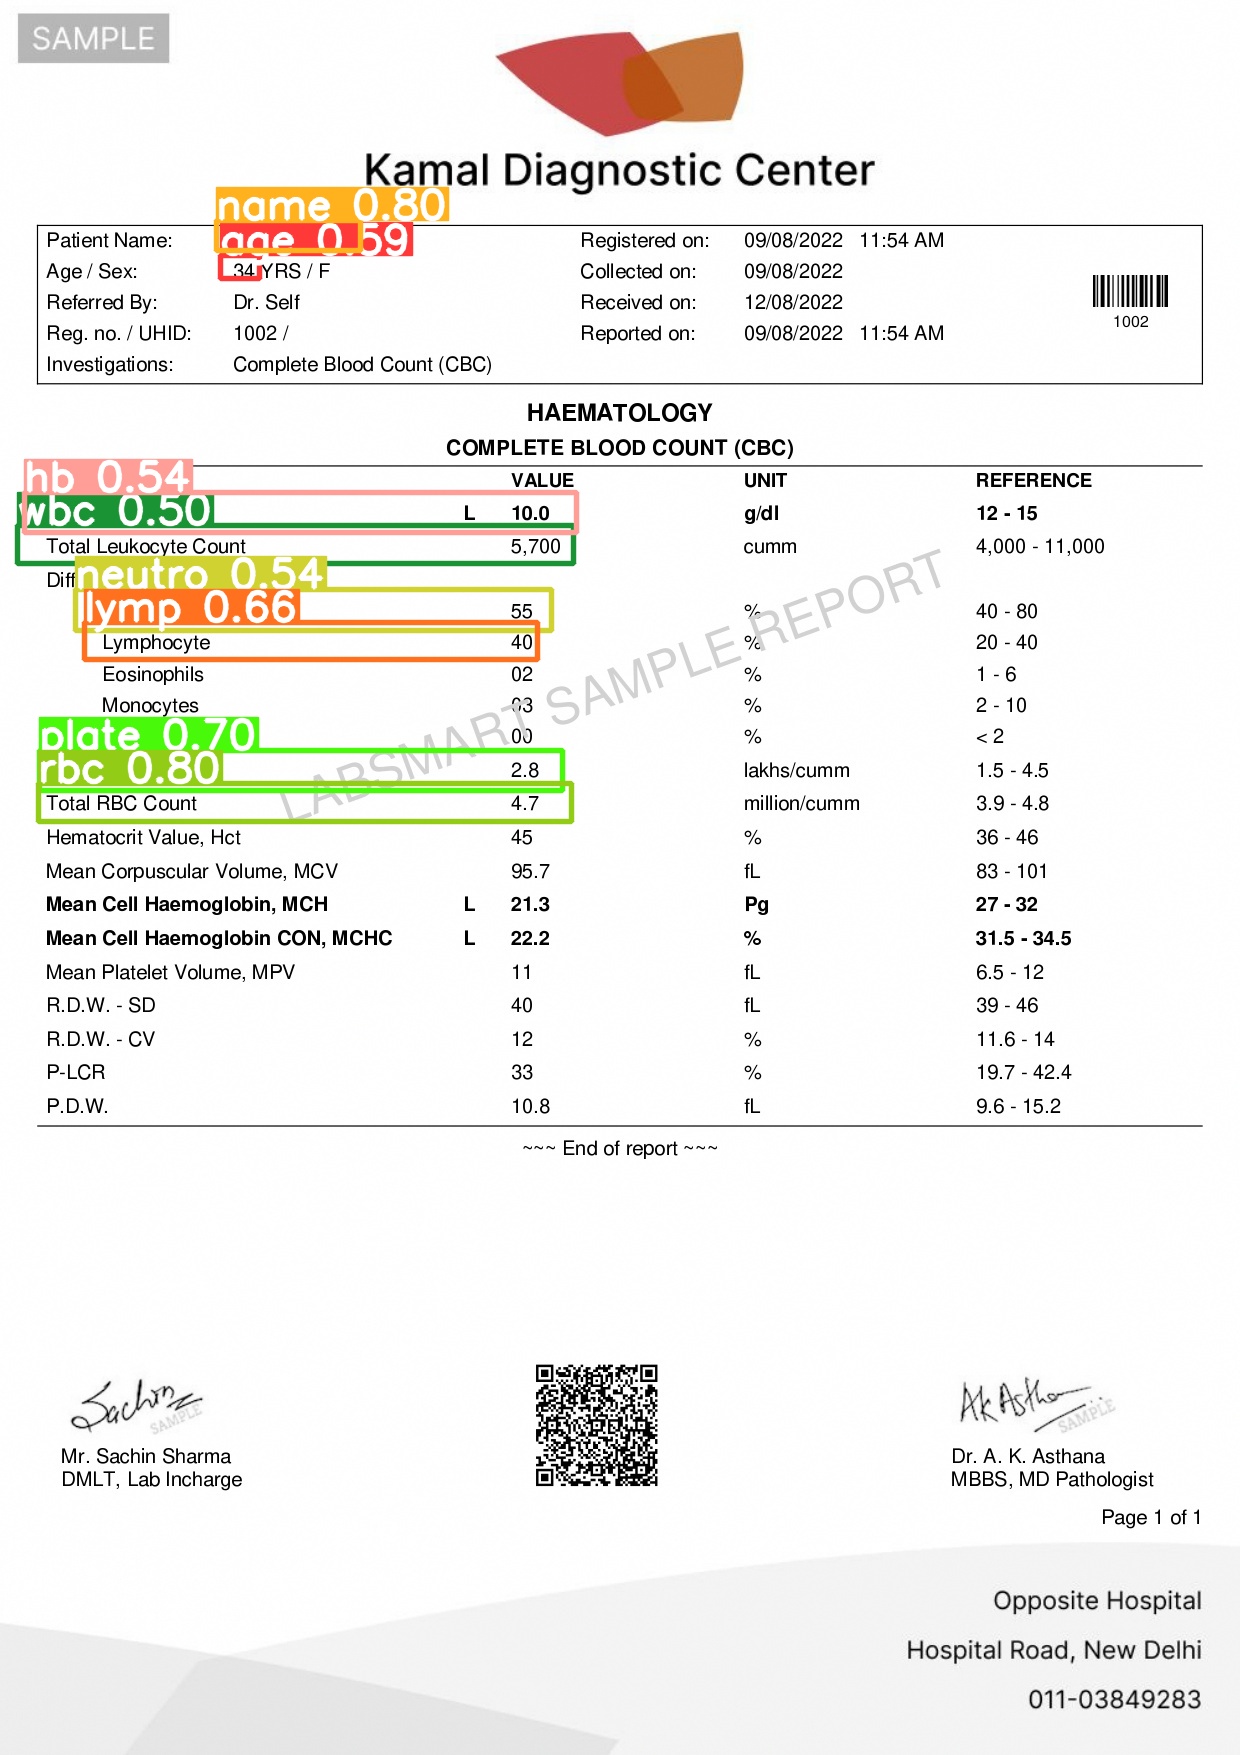 SAMPLE
Kamal Diagnostic Center
name 0.80
Patient Name: age 0.59 Registered on: 09/08/2022 11:54 AM
Age / Sex: 34 YRS / F Collected on: 09/08/2022
Referred By: Dr. Self Received on: 12/08/2022
Reg. no. / UHID: 1002 / Reported on: 09/08/2022 11:54 AM
1002
Investigations: Complete Blood Count (CBC)
HAEMATOLOGY
COMPLETE BLOOD COUNT (CBC)
hb 0.54 VALUE UNIT REFERENCE
wbc 0.50 L 10.0 g/dl 12 - 15
Total Leukocyte Count 5,700 cumm 4,000 - 11,000
neutro 0.54
llymp 0.66 55 % 40 - 80
Lymphocyte 40 % 20 - 40
Eosinophils 02 % 1 - 6
Monocytes 03 % 2 - 10
plate 0.70 00 % < 2
rbc 0.80 2.8 lakhs/cumm 1.5 - 4.5
Total RBC Count 4.7 million/cumm 3.9 - 4.8
Hematocrit Value, Hct 45 % 36 - 46
Mean Corpuscular Volume, MCV 95.7 fL 83 - 101
Mean Cell Haemoglobin, MCH L 21.3 Pg 27 - 32
Mean Cell Haemoglobin CON, MCHC L 22.2 % 31.5 - 34.5
Mean Platelet Volume, MPV 11 fL 6.5 - 12
R.D.W. - SD 40 fL 39 - 46
R.D.W. - CV 12 % 11.6 - 14
P-LCR 33 % 19.7 - 42.4
P.D.W. 10.8 fL 9.6 - 15.2
LABSMART SAMPLE REPORT
~~~ End of report ~~~
Sachin
SAMPLE
Ak Asthana
SAMPLE
Mr. Sachin Sharma Dr. A. K. Asthana
DMLT, Lab Incharge MBBS, MD Pathologist
Page 1 of 1
Opposite Hospital
Hospital Road, New Delhi
011-03849283